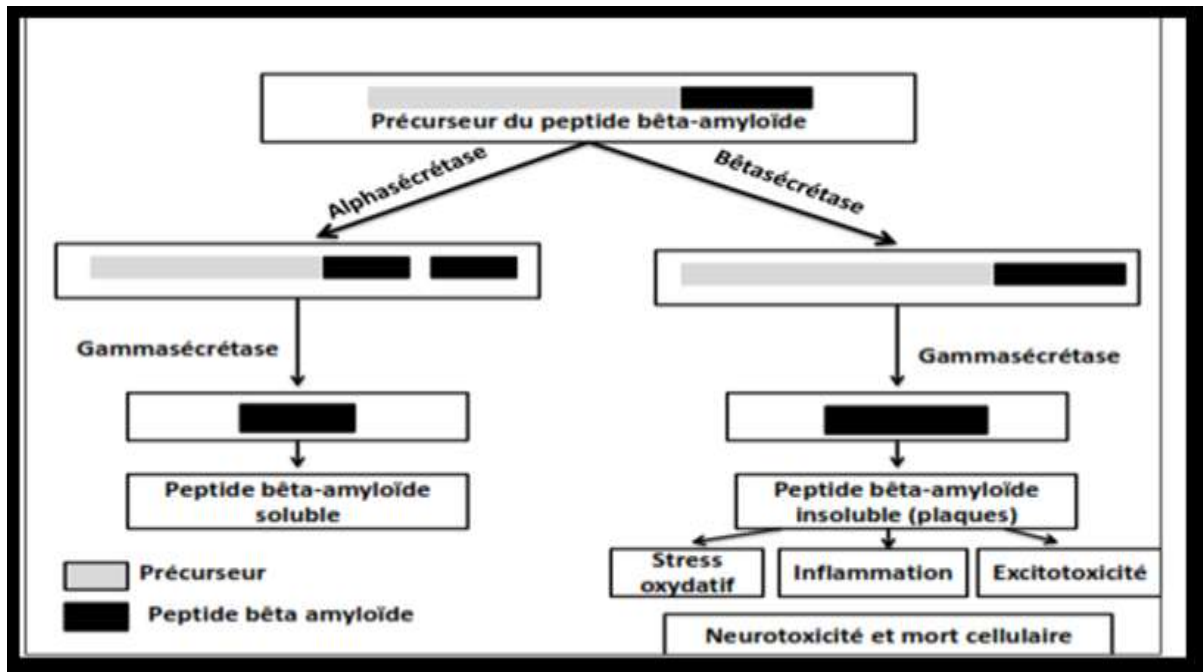 Précurseur du peptide bêta-amyloïde
Alphasécrétase
Bêtasécrétase
Gammasécrétase
Gammasécrétase
Peptide bêta-amyloïde
soluble
Peptide bêta-amyloïde
insoluble (plaques)
Stress
oxydatif
Inflammation
Excitotoxicité
Précurseur
Peptide bêta amyloïde
Neurotoxicité et mort cellulaire